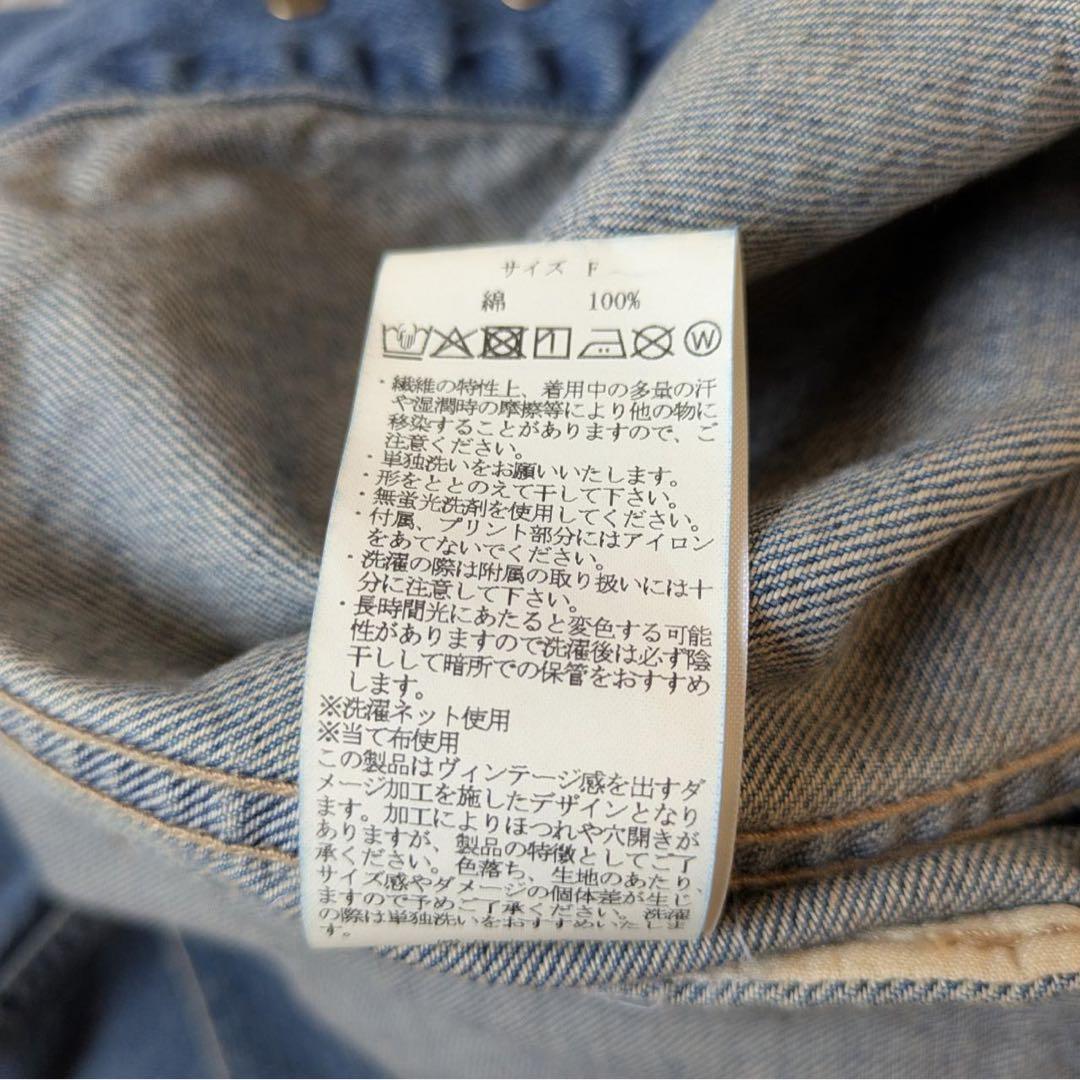 サイズ F
綿 100%
W
・繊維の特性上、着用中の多量の汗
や湿潤時の摩擦等により他の物に
移染することがありますので、ご
注意ください。
・単独洗いをお願いいたします。
・形をととのえて干して下さい。
・無蛍光洗剤を使用してください。
・付属、プリント部分にはアイロン
をあてないでください。
・洗濯の際は附属の取り扱いには十
分に注意して下さい。
・長時間光にあたると変色する可能
性がありますので洗濯後は必ず陰
干しして暗所での保管をおすすめ
します。
※洗濯ネット使用
※当て布使用
この製品はヴィンテージ感を出すダ
メージ加工を施したデザインとなり
ます。加工によりほつれや穴開きが
ありますが、製品の特徴としてご了
承ください。色落ち、生地のあたり、
サイズ感やダメージの個体差が生じ
ますので予めご了承ください。洗濯
の際は単独洗いをおすすめいたしま
す。